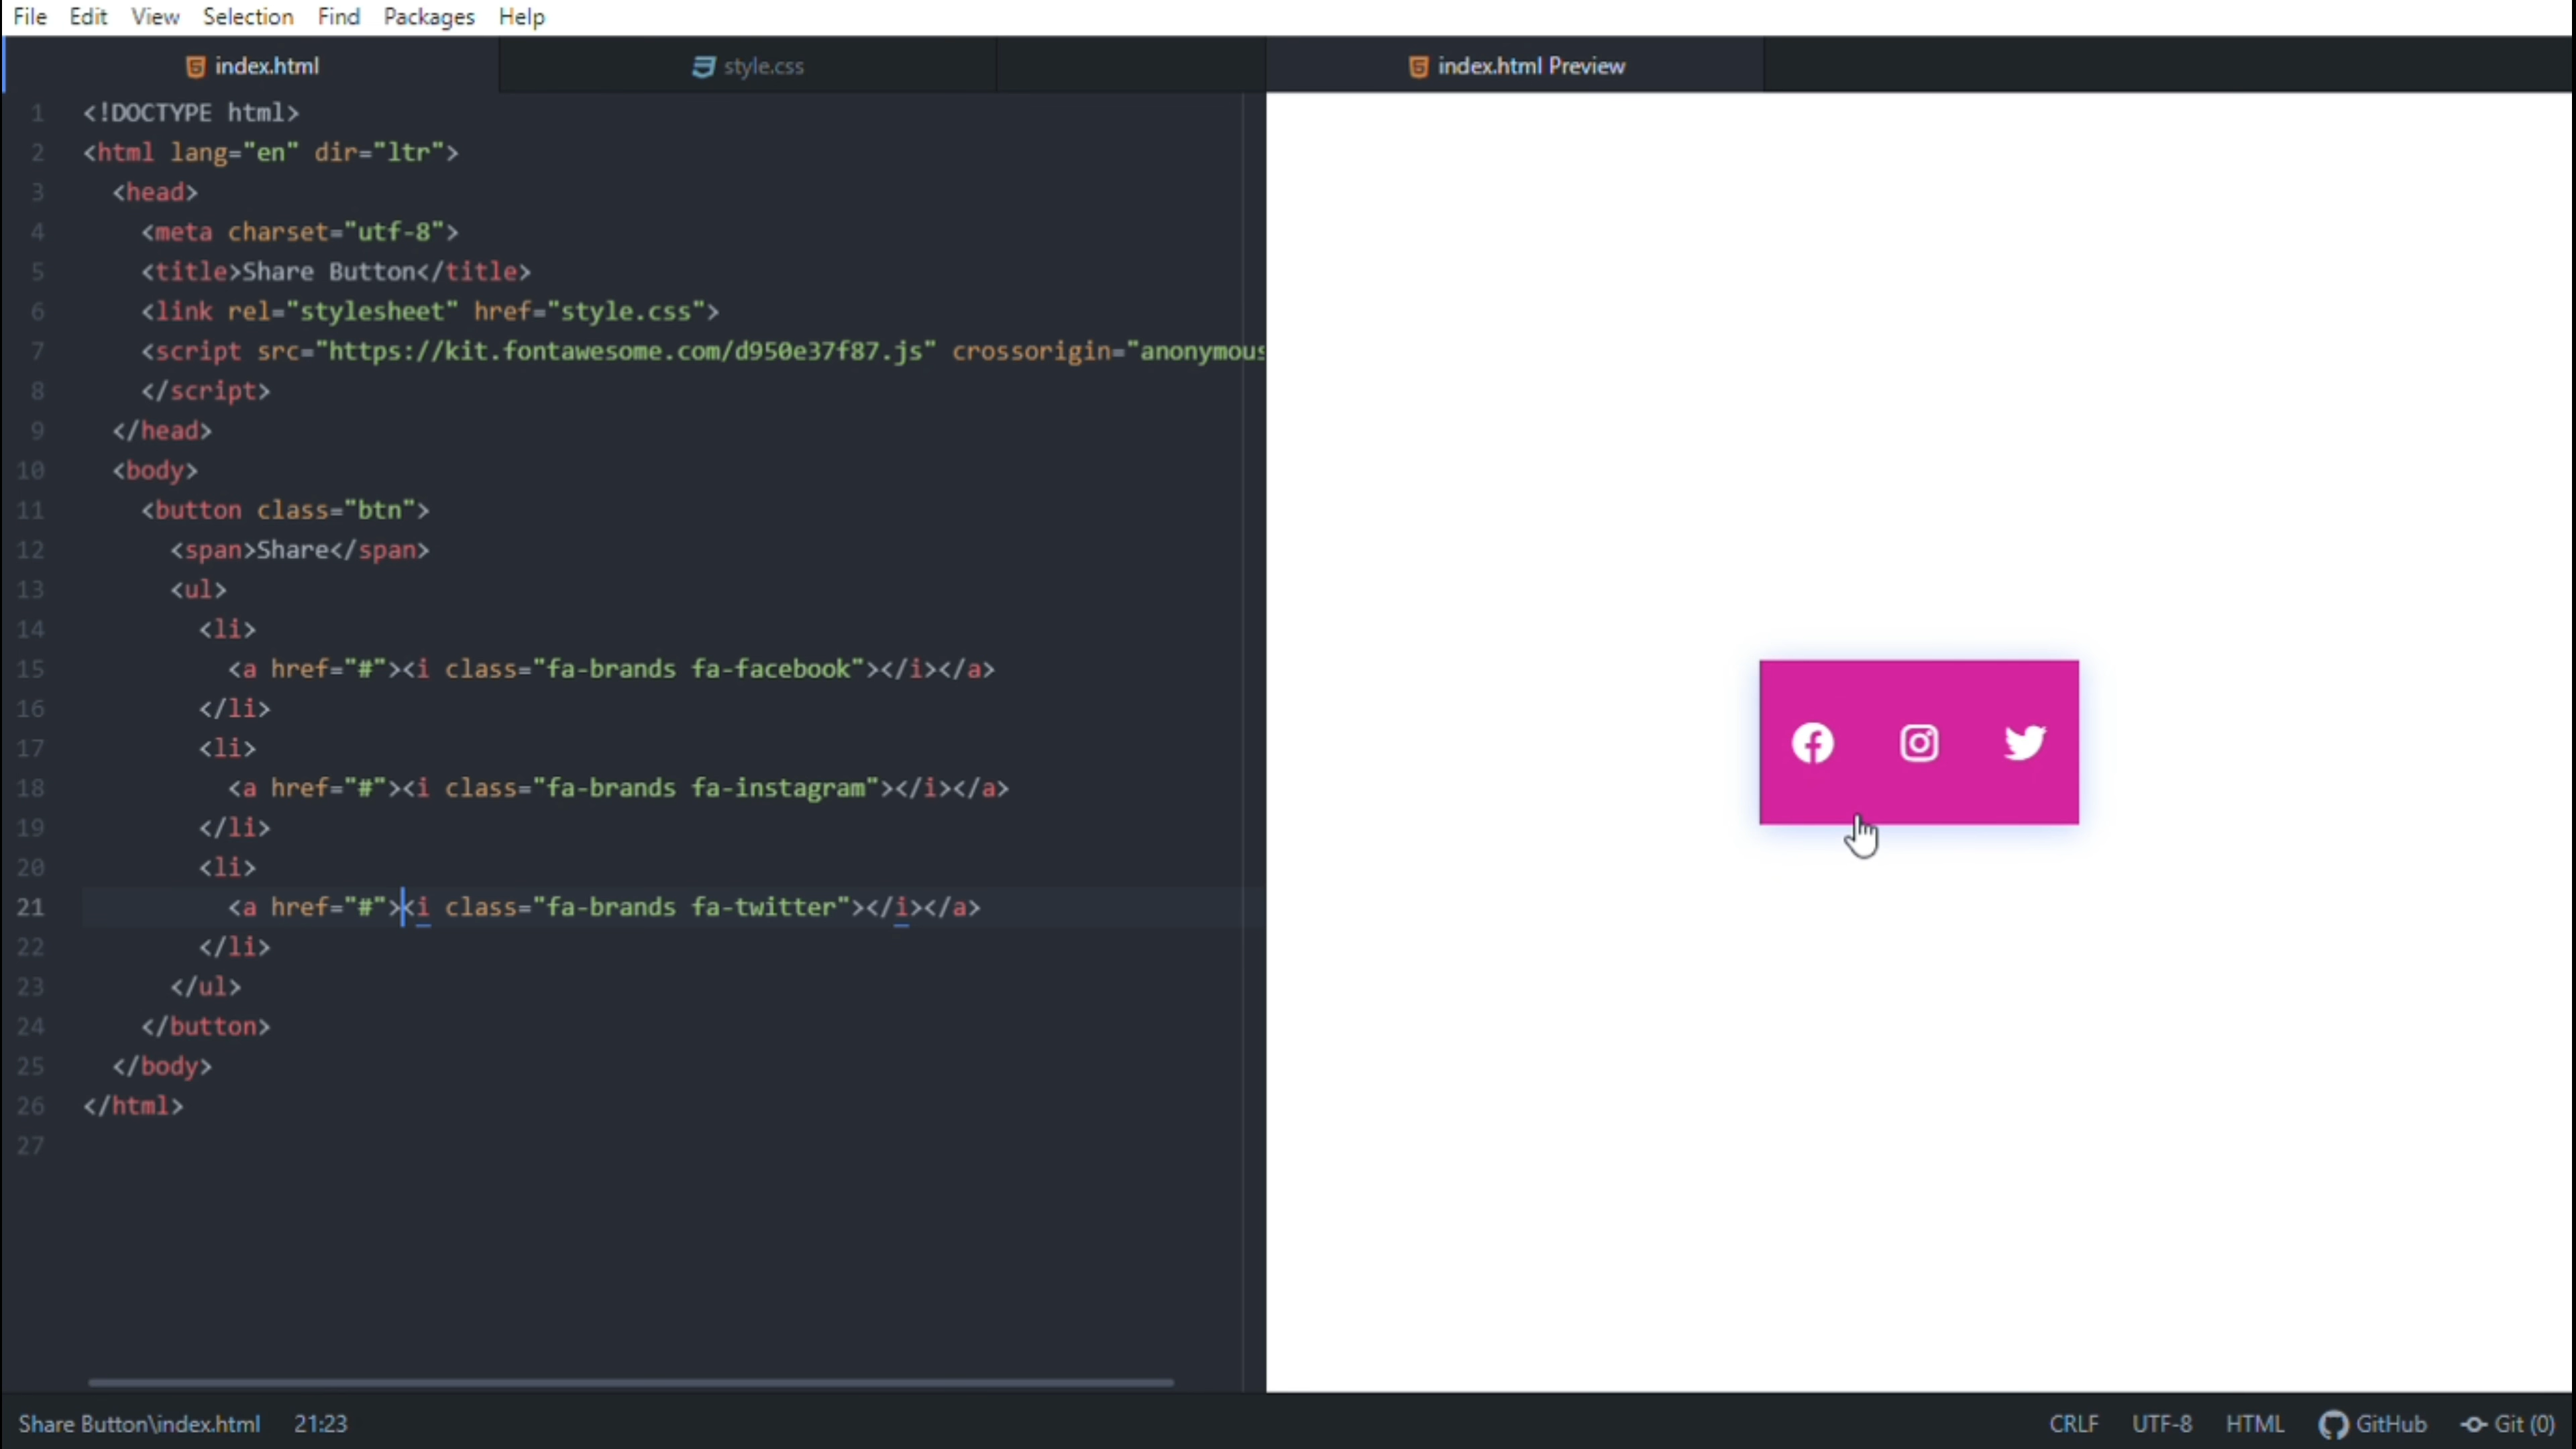 File Edit View Selection Find Packages Help
index.html style.css index.html Preview
1 <!DOCTYPE html>
2 <html lang="en" dir="ltr">
3 <head>
4 <meta charset="utf-8">
5 <title>Share Button</title>
6 <link rel="stylesheet" href="style.css">
7 <script src="https://kit.fontawesome.com/d950e37f87.js" crossorigin="anonymous
8 </script>
9 </head>
10 <body>
11 <button class="btn">
12 <span>Share</span>
13 <ul>
14 <li>
15 <a href="#"><i class="fa-brands fa-facebook"></i></a>
16 </li>
17 <li>
18 <a href="#"><i class="fa-brands fa-instagram"></i></a>
19 </li>
20 <li>
21 <a href="#"><i class="fa-brands fa-twitter"></i></a>
22 </li>
23 </ul>
24 </button>
25 </body>
26 </html>
27
Share Button\index.html 21:23 CRLF UTF-8 HTML GitHub Git (0)